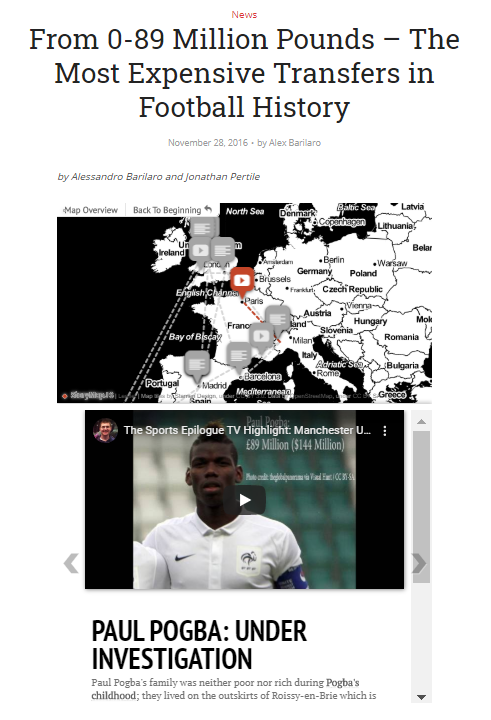 News
From 0-89 Million Pounds – The
Most Expensive Transfers in
Football History
November 28, 2016 • by Alex Barilaro
by Alessandro Barilaro and Jonathan Pertile
Map Overview
Back To Beginning
North Sea
Baltic Sea
Latvia
Denmark
Copenhagen
Lithuania
Ireland
London
Amsterdam
Berlin
Warsaw
Belar
Brussels
Germany
Poland
English Channel
Frankfurt
Czech Republic
Paris
Vienna
Franc
Austria
Hungary
Slovenia
Romania
Bay of Biscay
Milan
Italy
Adriatic Sea
Bulgaria
Portugal
Madrid
Barcelona
Rome
Spain
Mediterranean
Greece
StoryMapJS
The Sports Epilogue TV Highlight: Manchester U...
Paul Pogba:
£89 Million ($144 Million)
PAUL POGBA: UNDER
INVESTIGATION
Paul Pogba's family was neither poor nor rich during Pogba's
childhood; they lived on the outskirts of Roissy-en-Brie which is